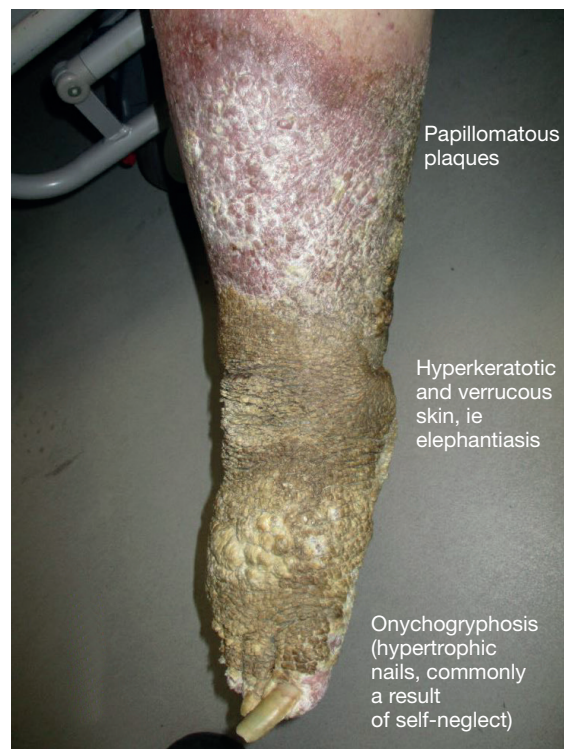 Papillomatous
plaques
Hyperkeratotic
and verrucous
skin, ie
elephantiasis
Onychogryphosis
(hypertrophic
nails, commonly
a result
of self-neglect)